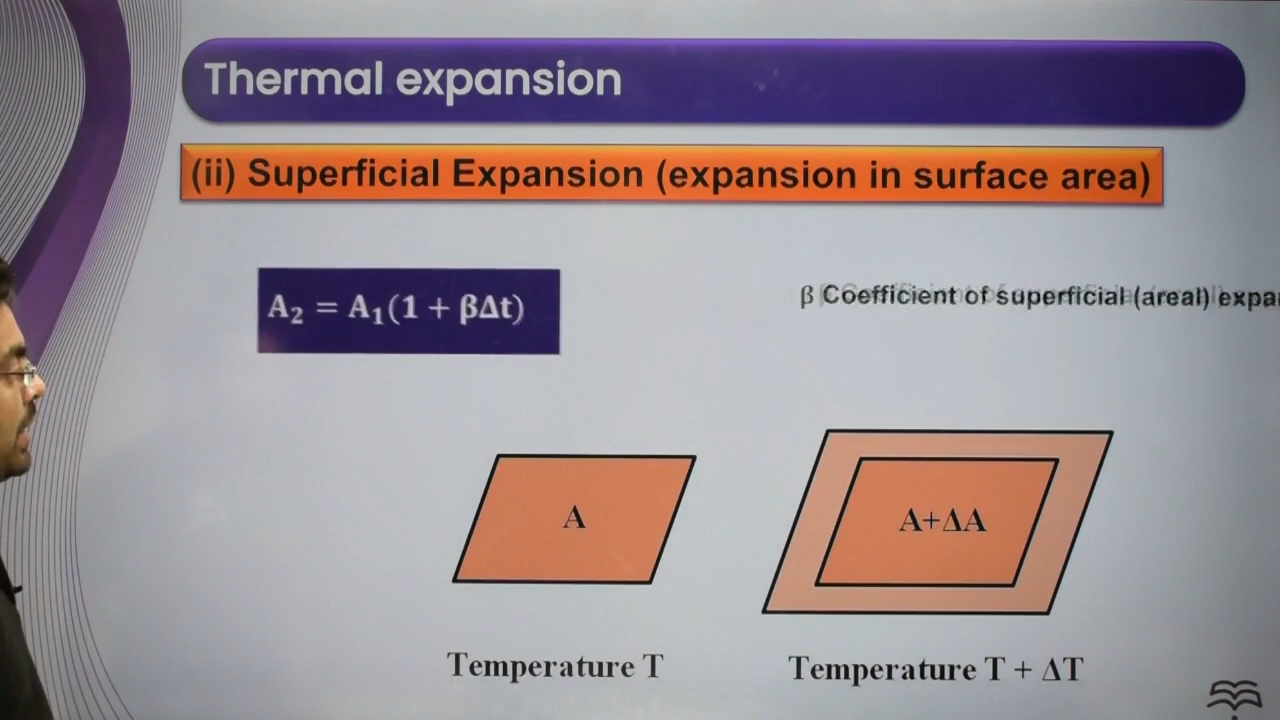 Thermal expansion
(ii) Superficial Expansion (expansion in surface area)
A₂ = A₁(1 + βΔt)
β Coefficient of superficial (areal) expa
A
A+ΔA
Temperature T
Temperature T + ΔT